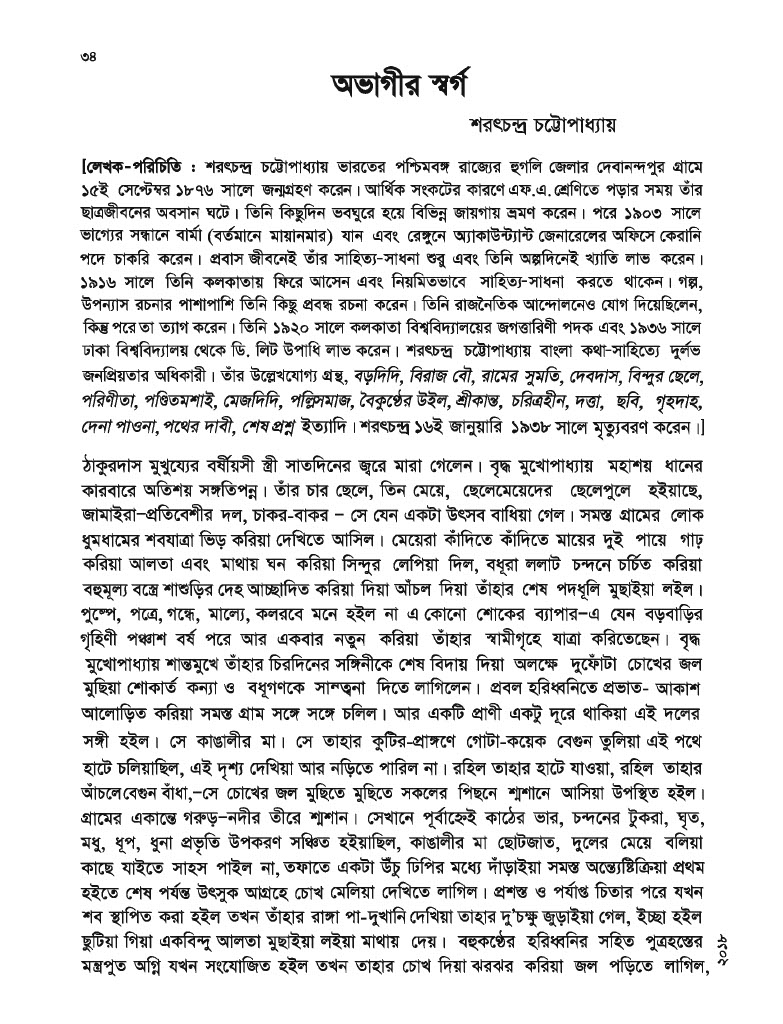 ৩৪
অভাগীর স্বর্গ
শরৎচন্দ্র চট্টোপাধ্যায়
[লেখক-পরিচিতি : শরৎচন্দ্র চট্টোপাধ্যায় ভারতের পশ্চিমবঙ্গ রাজ্যের হুগলি জেলার দেবানন্দপুর গ্রামে
১৫ই সেপ্টেম্বর ১৮৭৬ সালে জন্মগ্রহণ করেন। আর্থিক সংকটের কারণে এফ.এ. শ্রেণিতে পড়ার সময় তাঁর
ছাত্রজীবনের অবসান ঘটে। তিনি কিছুদিন ভবঘুরে হয়ে বিভিন্ন জায়গায় ভ্রমণ করেন। পরে ১৯০৩ সালে
ভাগ্যের সন্ধানে বার্মা (বর্তমানে মায়ানমার) যান এবং রেঙ্গুনে অ্যাকাউন্ট্যান্ট জেনারেলের অফিসে কেরানি
পদে চাকরি করেন। প্রবাস জীবনেই তাঁর সাহিত্য-সাধনা শুরু এবং তিনি অল্পদিনেই খ্যাতি লাভ করেন।
১৯১৬ সালে তিনি কলকাতায় ফিরে আসেন এবং নিয়মিতভাবে সাহিত্য-সাধনা করতে থাকেন। গল্প,
উপন্যাস রচনার পাশাপাশি তিনি কিছু প্রবন্ধ রচনা করেন। তিনি রাজনৈতিক আন্দোলনেও যোগ দিয়েছিলেন,
কিন্তু পরে তা ত্যাগ করেন। তিনি ১৯২০ সালে কলকাতা বিশ্ববিদ্যালয়ের জগত্তারিণী পদক এবং ১৯৩৬ সালে
ঢাকা বিশ্ববিদ্যালয় থেকে ডি. লিট উপাধি লাভ করেন। শরৎচন্দ্র চট্টোপাধ্যায় বাংলা কথা-সাহিত্যে দুর্লভ
জনপ্রিয়তার অধিকারী। তাঁর উল্লেখযোগ্য গ্রন্থ, বড়দিদি, বিরাজ বৌ, রামের সুমতি, দেবদাস, বিন্দুর ছেলে,
পরিণীতা, পণ্ডিতমশাই, মেজদিদি, পল্লিসমাজ, বৈকুণ্ঠের উইল, শ্রীকান্ত, চরিত্রহীন, দত্তা, ছবি, গৃহদাহ,
দেনা পাওনা, পথের দাবী, শেষ প্রশ্ন ইত্যাদি। শরৎচন্দ্র ১৬ই জানুয়ারি ১৯৩৮ সালে মৃত্যুবরণ করেন।]
ঠাকুরদাস মুখুয্যের বর্ষীয়সী স্ত্রী সাতদিনের জ্বরে মারা গেলেন। বৃদ্ধ মুখোপাধ্যায় মহাশয় ধানের
কারবারে অতিশয় সঙ্গতিপন্ন। তাঁর চার ছেলে, তিন মেয়ে, ছেলেমেয়েদের ছেলেপুলে হইয়াছে,
জামাইরা–প্রতিবেশীর দল, চাকর-বাকর – সে যেন একটা উৎসব বাধিয়া গেল। সমস্ত গ্রামের লোক
ধুমধামের শবযাত্রা ভিড় করিয়া দেখিতে আসিল। মেয়েরা কাঁদিতে কাঁদিতে মায়ের দুই পায়ে গাঢ়
করিয়া আলতা এবং মাথায় ঘন করিয়া সিন্দুর লেপিয়া দিল, বধূরা ললাট চন্দনে চর্চিত করিয়া
বহুমূল্য বস্ত্রে শাশুড়ির দেহ আচ্ছাদিত করিয়া দিয়া আঁচল দিয়া তাঁহার শেষ পদধূলি মুছাইয়া লইল।
পুষ্পে, পত্রে, গন্ধে, মাল্যে, কলরবে মনে হইল না এ কোনো শোকের ব্যাপার–এ যেন বড়বাড়ির
গৃহিণী পঞ্চাশ বর্ষ পরে আর একবার নতুন করিয়া তাঁহার স্বামীগৃহে যাত্রা করিতেছেন। বৃদ্ধ
মুখোপাধ্যায় শান্তমুখে তাঁহার চিরদিনের সঙ্গিনীকে শেষ বিদায় দিয়া অলক্ষে দুফোঁটা চোখের জল
মুছিয়া শোকার্ত কন্যা ও বধূগণকে সান্ত্বনা দিতে লাগিলেন। প্রবল হরিধ্বনিতে প্রভাত- আকাশ
আলোড়িত করিয়া সমস্ত গ্রাম সঙ্গে সঙ্গে চলিল। আর একটি প্রাণী একটু দূরে থাকিয়া এই দলের
সঙ্গী হইল। সে কাঙালীর মা। সে তাহার কুটির-প্রাঙ্গণে গোটা-কয়েক বেগুন তুলিয়া এই পথে
হাটে চলিয়াছিল, এই দৃশ্য দেখিয়া আর নড়িতে পারিল না। রহিল তাহার হাটে যাওয়া, রহিল তাহার
আঁচলে বেগুন বাঁধা,–সে চোখের জল মুছিতে মুছিতে সকলের পিছনে শ্মশানে আসিয়া উপস্থিত হইল।
গ্রামের একান্তে গরুড়-নদীর তীরে শ্মশান। সেখানে পূর্বাহ্নেই কাঠের ভার, চন্দনের টুকরা, ঘৃত,
মধু, ধূপ, ধুনা প্রভৃতি উপকরণ সঞ্চিত হইয়াছিল, কাঙালীর মা ছোটজাত, দুলের মেয়ে বলিয়া
কাছে যাইতে সাহস পাইল না, তফাতে একটা উঁচু ঢিপির মধ্যে দাঁড়াইয়া সমস্ত অন্ত্যেষ্টিক্রিয়া প্রথম
হইতে শেষ পর্যন্ত উৎসুক আগ্রহে চোখ মেলিয়া দেখিতে লাগিল। প্রশস্ত ও পর্যাপ্ত চিতার পরে যখন
শব স্থাপিত করা হইল তখন তাঁহার রাঙ্গা পা-দুখানি দেখিয়া তাহার দু'চক্ষু জুড়াইয়া গেল, ইচ্ছা হইল
ছুটিয়া গিয়া একবিন্দু আলতা মুছাইয়া লইয়া মাথায় দেয়। বহুকণ্ঠের হরিধ্বনির সহিত পুত্রহস্তের
মন্ত্রপুত অগ্নি যখন সংযোজিত হইল তখন তাহার চোখ দিয়া ঝরঝর করিয়া জল পড়িতে লাগিল,
২০১৮